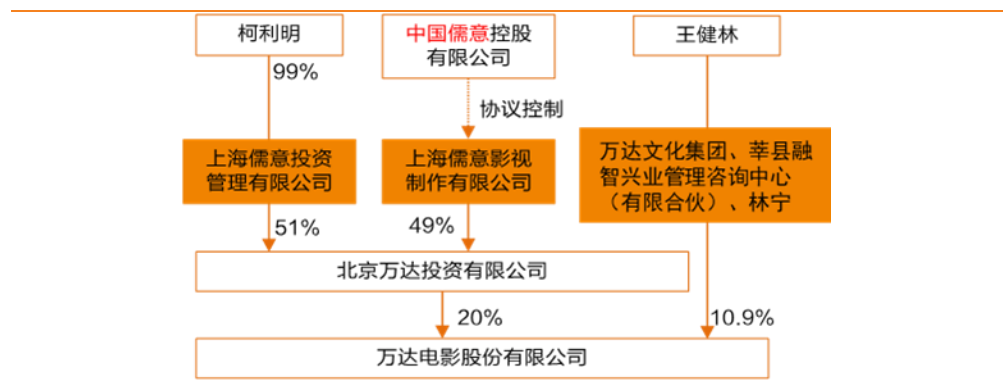 柯利明
中国儒意控股
有限公司
王健林
99%
协议控制
上海儒意投资
管理有限公司
上海儒意影视
制作有限公司
万达文化集团、莘县融
智兴业管理咨询中心
（有限合伙）、林宁
51%
49%
北京万达投资有限公司
20%
10.9%
万达电影股份有限公司